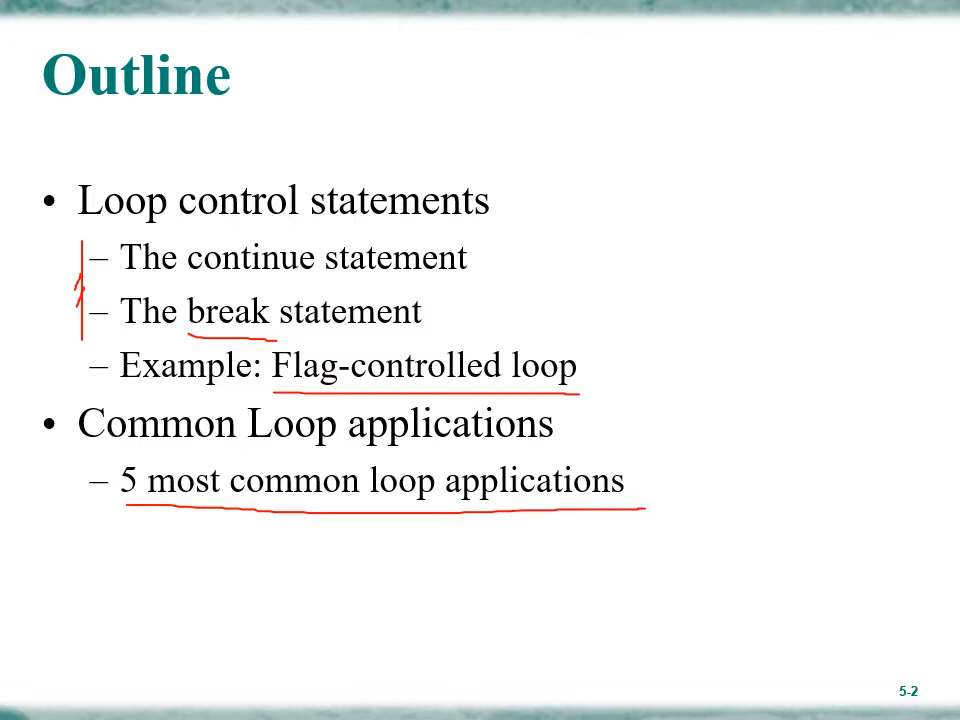 Outline
• Loop control statements
– The continue statement
– The break statement
– Example: Flag-controlled loop
• Common Loop applications
– 5 most common loop applications
5-2